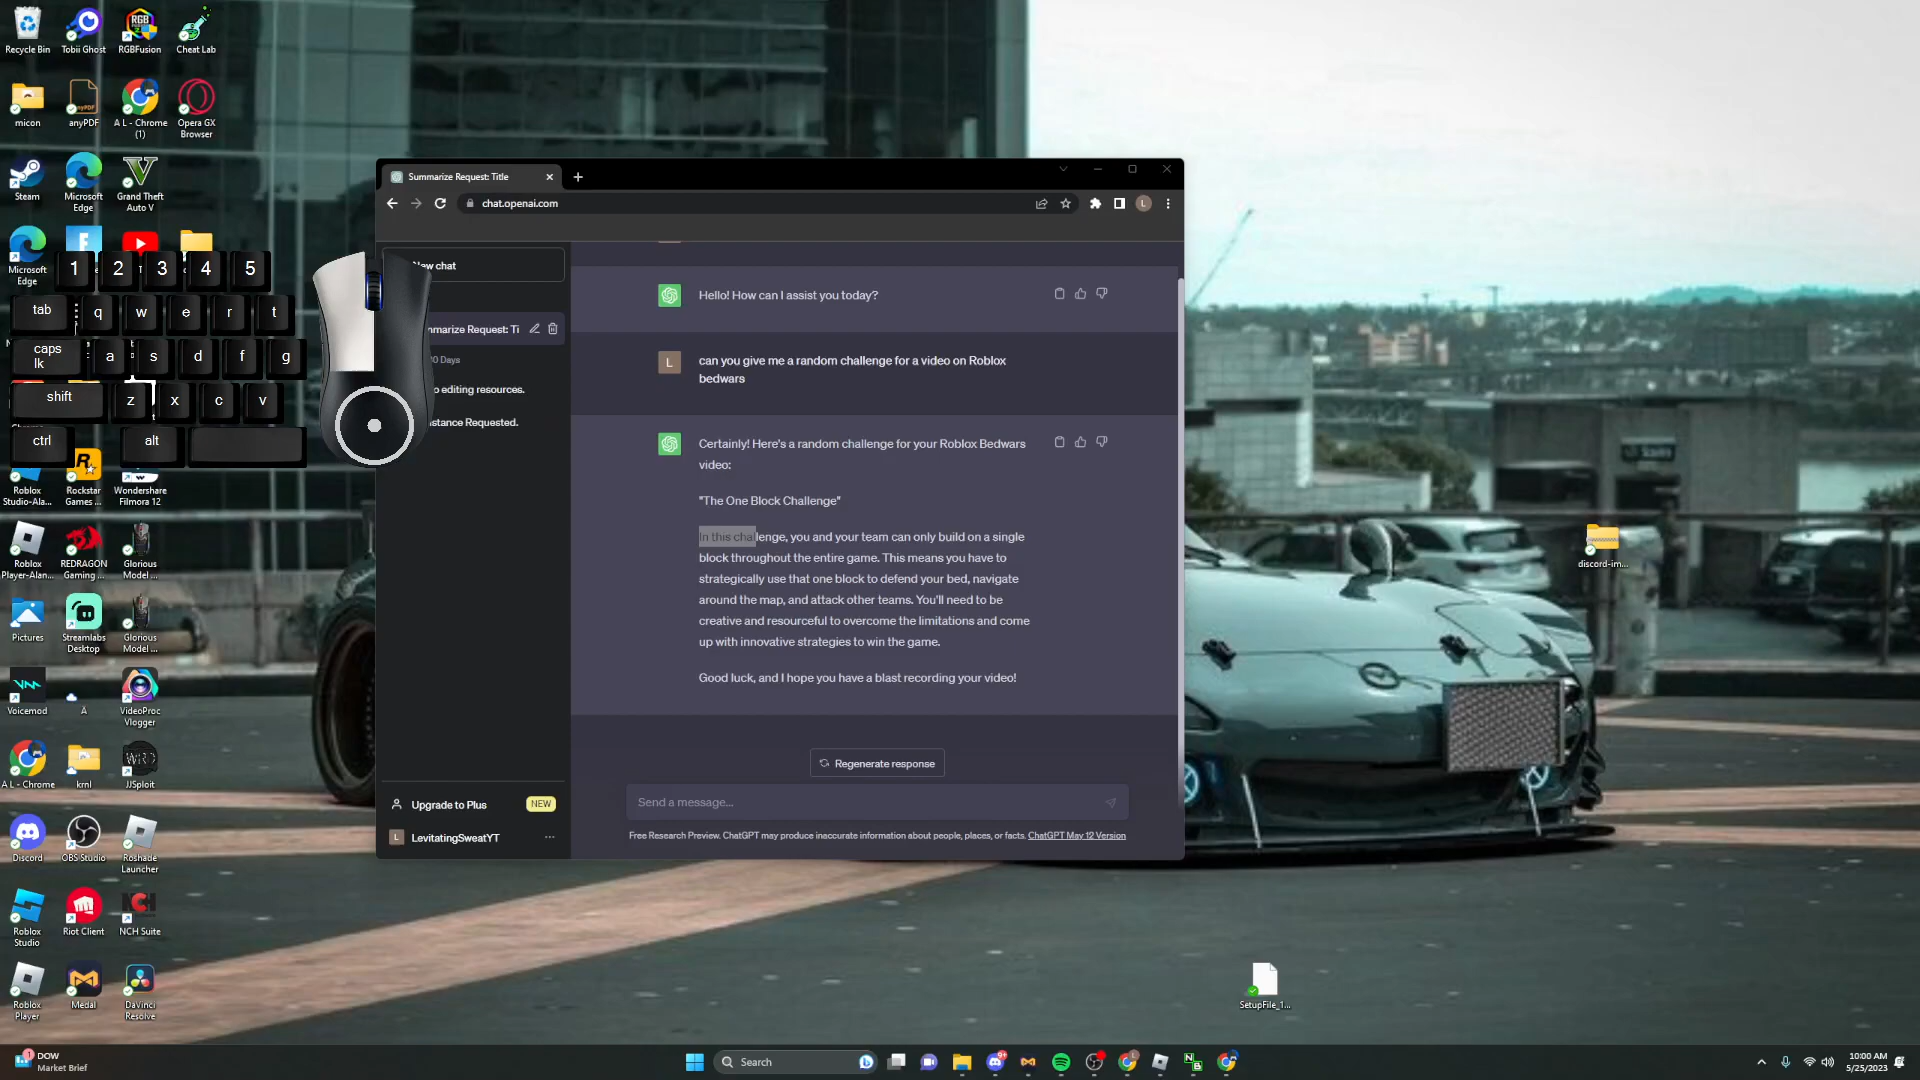 Recycle Bin
Tobii Ghost
RGBFusion
Cheat Lab
micon
anyPDF
A L - Chrome (1)
Opera GX Browser
Steam
Microsoft Edge
Grand Theft Auto V
Microsoft Edge
1 2 3 4 5
tab q w e r t
caps lk a s d f g
shift z x c v
ctrl alt
Roblox Studio-Ala...
Rockstar Games ...
Wondershare Filmora 12
Roblox Player-Alan...
REDRAGON Gaming ...
Glorious Model ...
Pictures
Streamlabs Desktop
Glorious Model ...
Voicemod
A
VideoProc Vlogger
A L - Chrome
krnl
JJSploit
Discord
OBS Studio
Roshade Launcher
Roblox Studio
Riot Client
NCH Suite
Roblox Player
Medal
DaVinci Resolve
Summarize Request: Title
chat.openai.com
New chat
mmarize Request: Ti
0 Days
o editing resources.
istance Requested.
Upgrade to Plus
NEW
L
LevitatingSweatYT
Hello! How can I assist you today?
L
can you give me a random challenge for a video on Roblox
bedwars
Certainly! Here's a random challenge for your Roblox Bedwars
video:
"The One Block Challenge"
In this challenge, you and your team can only build on a single
block throughout the entire game. This means you have to
strategically use that one block to defend your bed, navigate
around the map, and attack other teams. You'll need to be
creative and resourceful to overcome the limitations and come
up with innovative strategies to win the game.
Good luck, and I hope you have a blast recording your video!
Regenerate response
Send a message...
Free Research Preview. ChatGPT may produce inaccurate information about people, places, or facts. ChatGPT May 12 Version
discord-im...
SetupFile_1...
DOW
Market Brief
Search
10:00 AM
5/25/2023